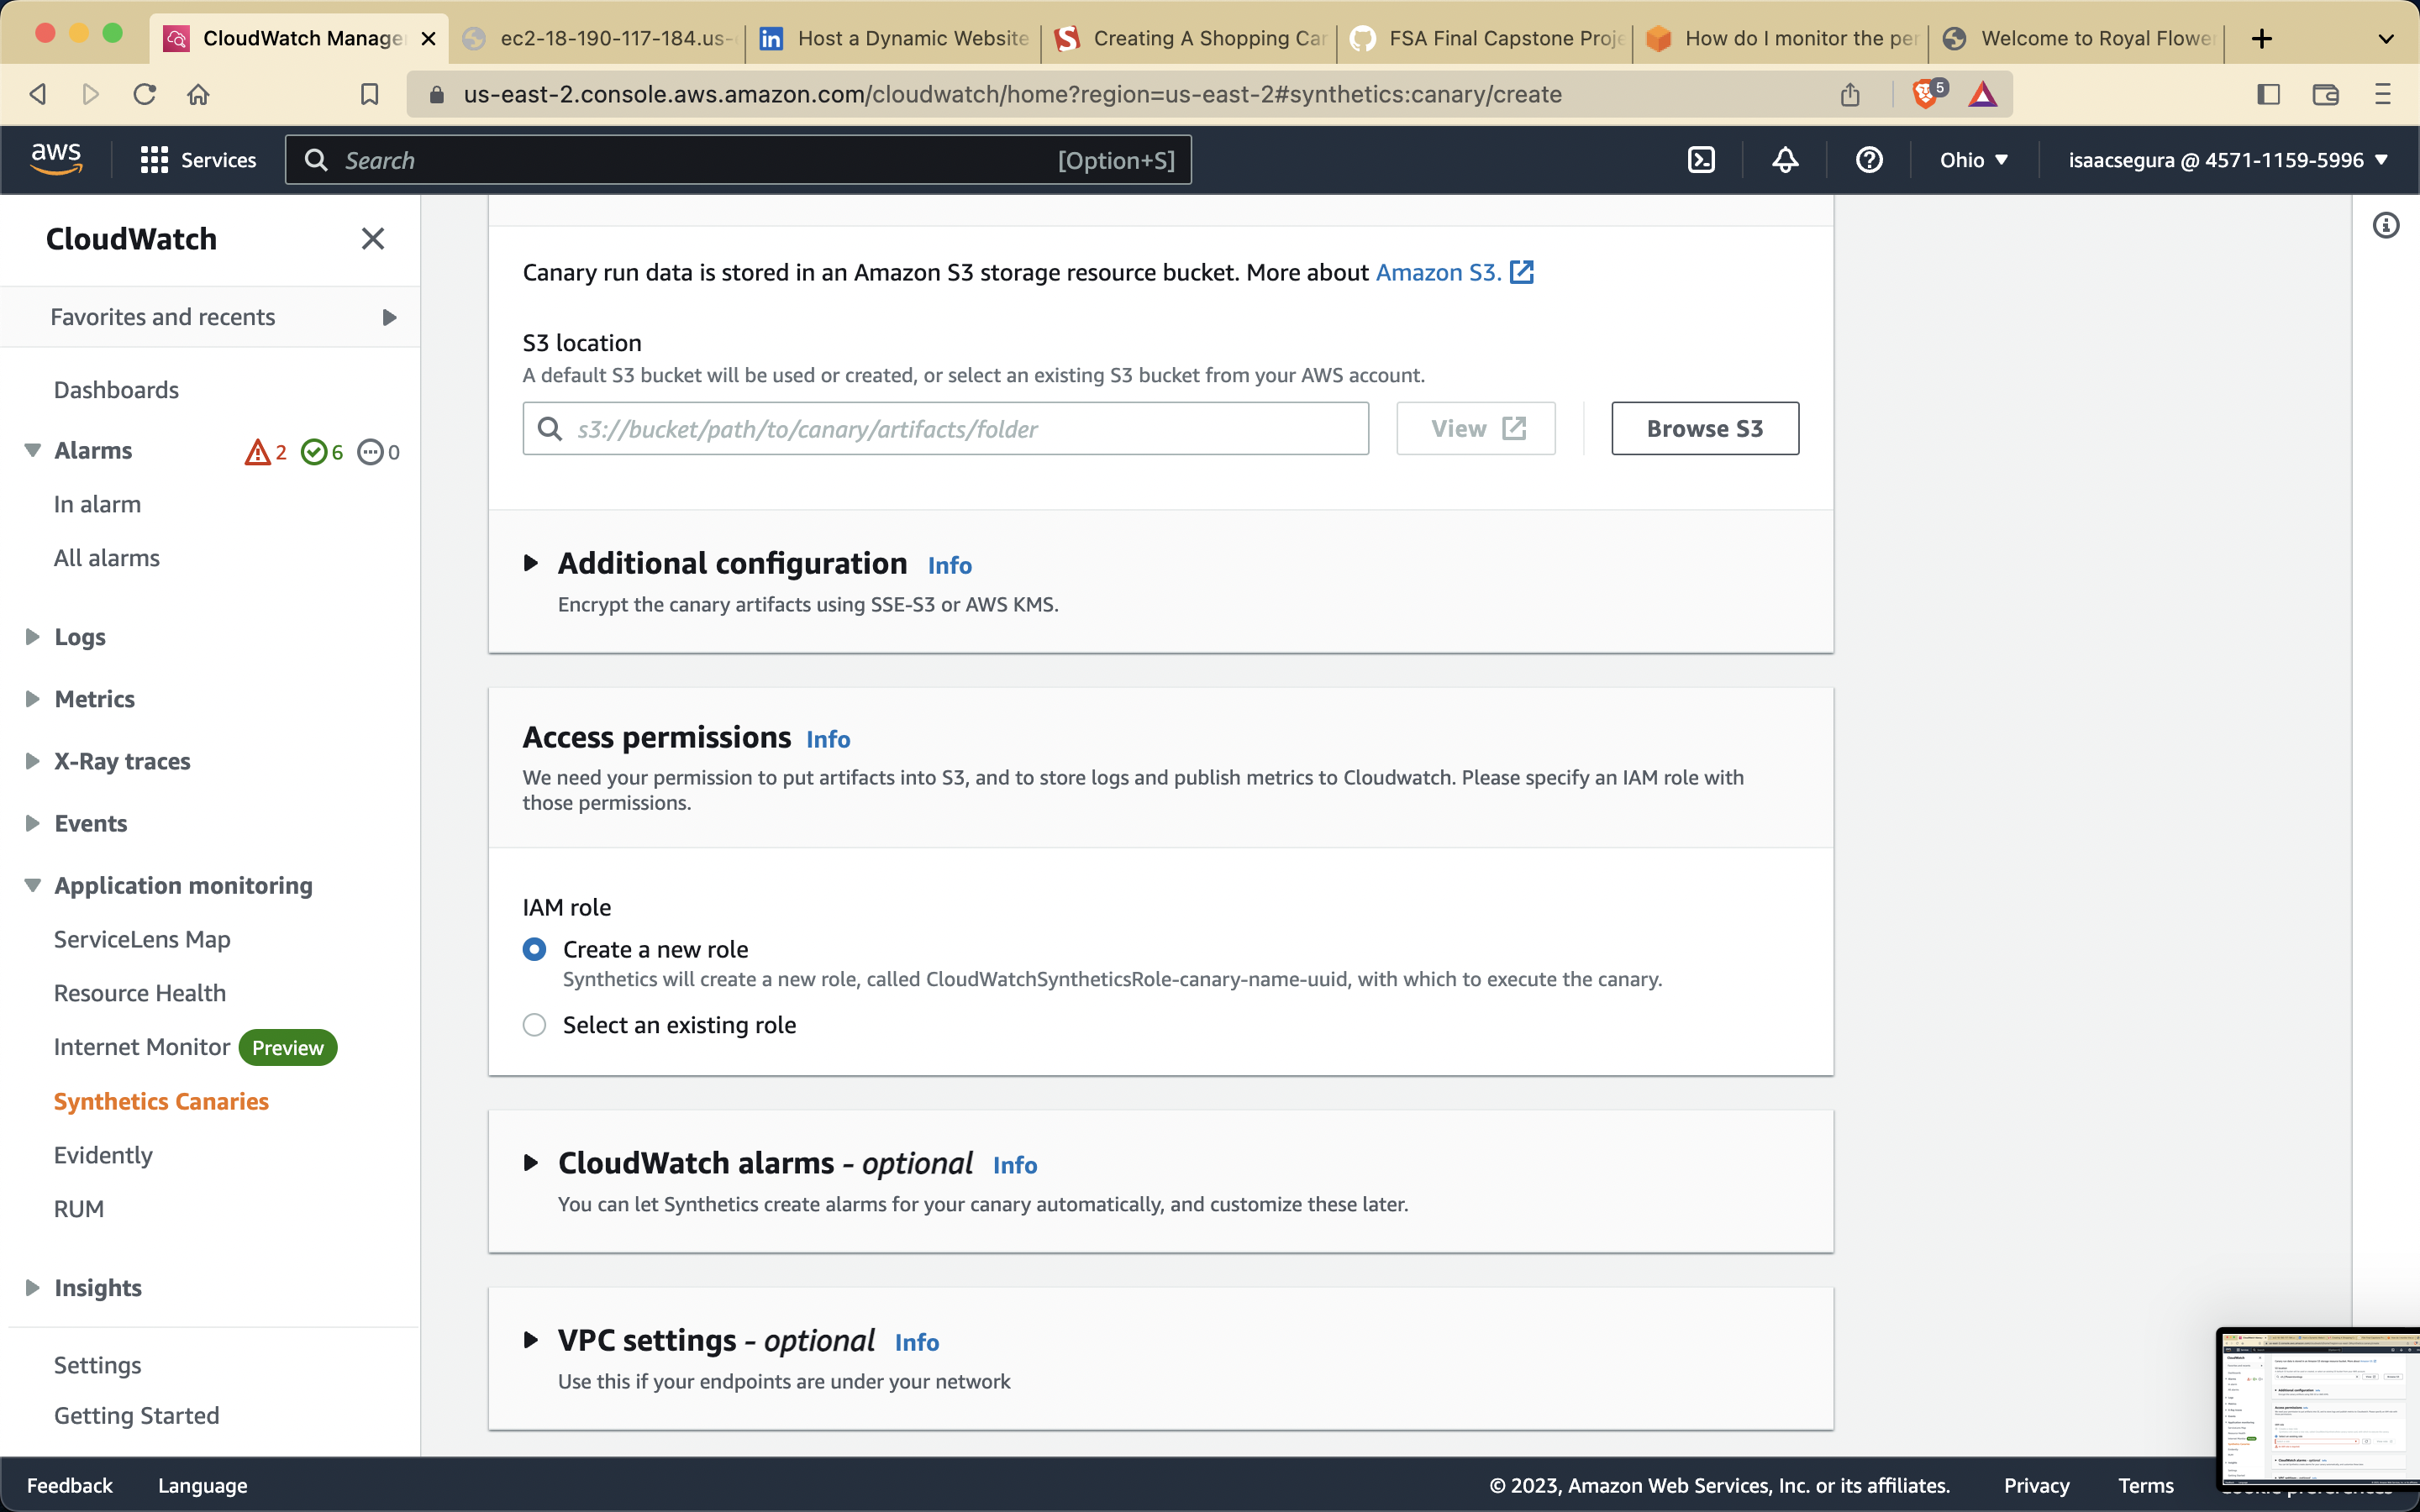 CloudWatch Manage
ec2-18-190-117-184.us-
in Host a Dynamic Website
Creating A Shopping Car
FSA Final Capstone Proje
How do I monitor the per
Welcome to Royal Flower
us-east-2.console.aws.amazon.com/cloudwatch/home?region=us-east-2#synthetics:canary/create
5
aws
Services
Search
[Option+S]
Ohio
isaacsegura @ 4571-1159-5996
CloudWatch
Favorites and recents
Dashboards
Alarms 2 6 0
In alarm
All alarms
Logs
Metrics
X-Ray traces
Events
Application monitoring
ServiceLens Map
Resource Health
Internet Monitor Preview
Synthetics Canaries
Evidently
RUM
Insights
Settings
Getting Started
Canary run data is stored in an Amazon S3 storage resource bucket. More about Amazon S3.
S3 location
A default S3 bucket will be used or created, or select an existing S3 bucket from your AWS account.
s3://bucket/path/to/canary/artifacts/folder
View
Browse S3
Additional configuration Info
Encrypt the canary artifacts using SSE-S3 or AWS KMS.
Access permissions Info
We need your permission to put artifacts into S3, and to store logs and publish metrics to Cloudwatch. Please specify an IAM role with
those permissions.
IAM role
Create a new role
Synthetics will create a new role, called CloudWatchSyntheticsRole-canary-name-uuid, with which to execute the canary.
Select an existing role
CloudWatch alarms - optional Info
You can let Synthetics create alarms for your canary automatically, and customize these later.
VPC settings - optional Info
Use this if your endpoints are under your network
Feedback
Language
© 2023, Amazon Web Services, Inc. or its affiliates.
Privacy
Terms